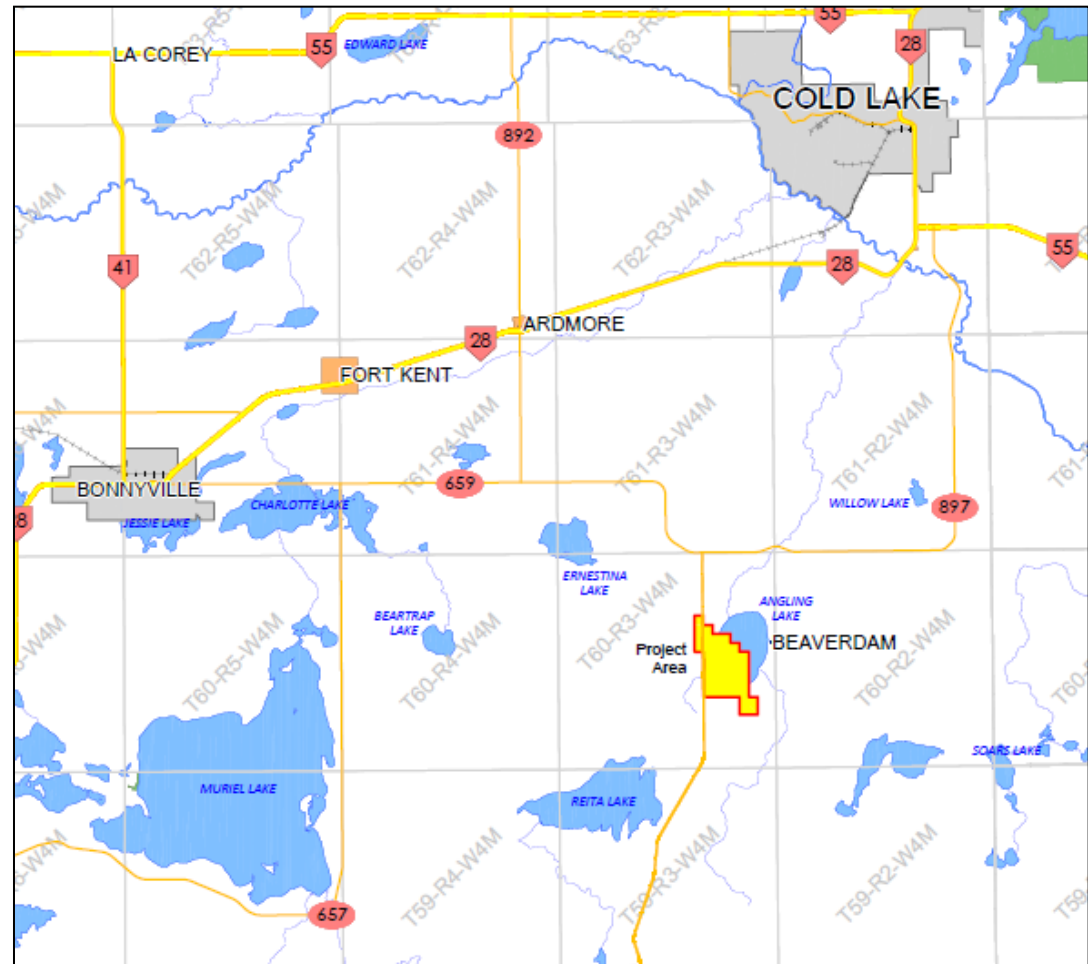 55
28
LA COREY
55
EDWARD LAKE
T63-R3-W4M
COLD LAKE
892
T62-R5-W4M
T62-R4-W4M
T62-R3-W4M
41
28
55
28
ARDMORE
FORT KENT
T61-R4-W4M
T61-R3-W4M
T61-R2-W4M
659
BONNYVILLE
CHARLOTTE LAKE
JESSIE LAKE
WILLOW LAKE
897
ERNESTINA
LAKE
ANGLING
LAKE
BEARTRAP
LAKE
T60-R5-W4M
T60-R4-W4M
T60-R3-W4M
Project
Area
BEAVERDAM
T60-R2-W4M
SOARS LAKE
MURIEL LAKE
REITA LAKE
T59-R4-W4M
T59-R3-W4M
T59-R2-W4M
657